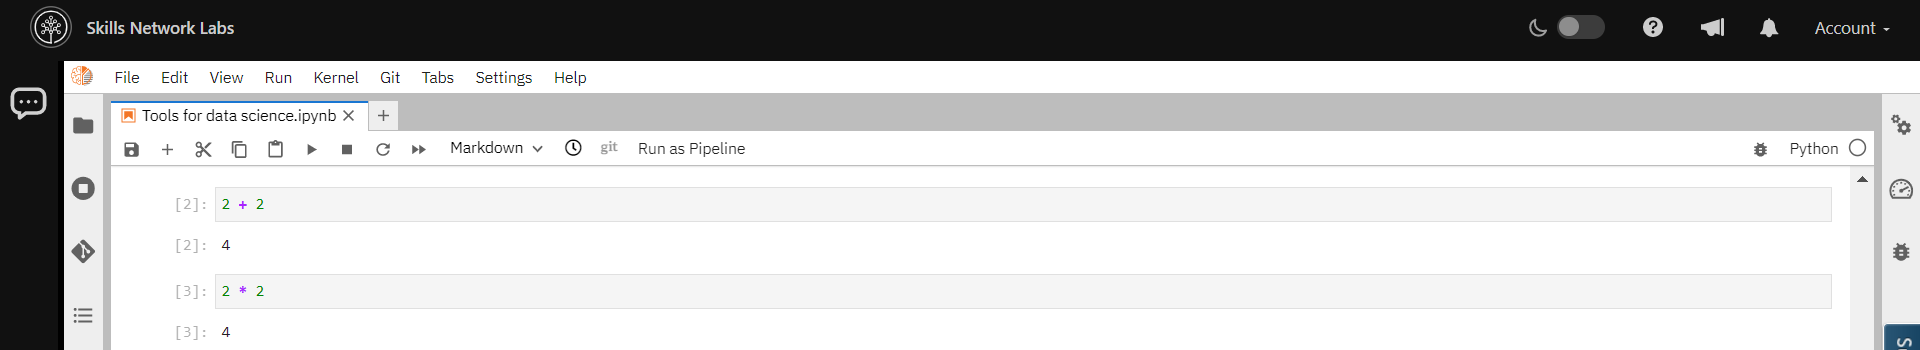 Skills Network Labs
Account
File Edit View Run Kernel Git Tabs Settings Help
Tools for data science.ipynb
Markdown git Run as Pipeline Python
[2]: 2 + 2
[2]: 4
[3]: 2 * 2
[3]: 4